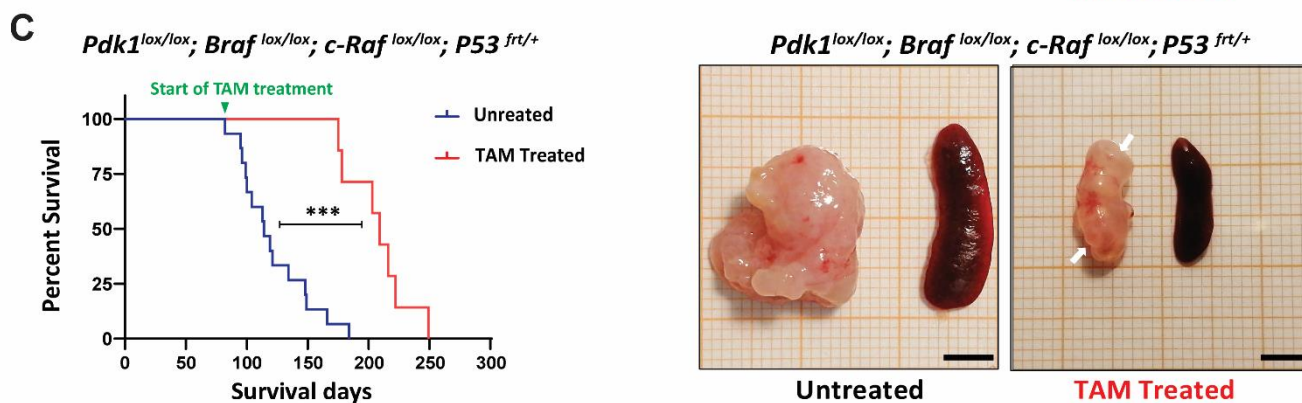 C
Pdk1lox/lox; Braf lox/lox; c-Raf lox/lox; P53 frt/+
Start of TAM treatment
Unreated
TAM Treated
***
Percent Survival
100
75
50
25
0
0 50 100 150 200 250 300
Survival days
Pdk1lox/lox; Braf lox/lox; c-Raf lox/lox; P53 frt/+
Untreated
TAM Treated